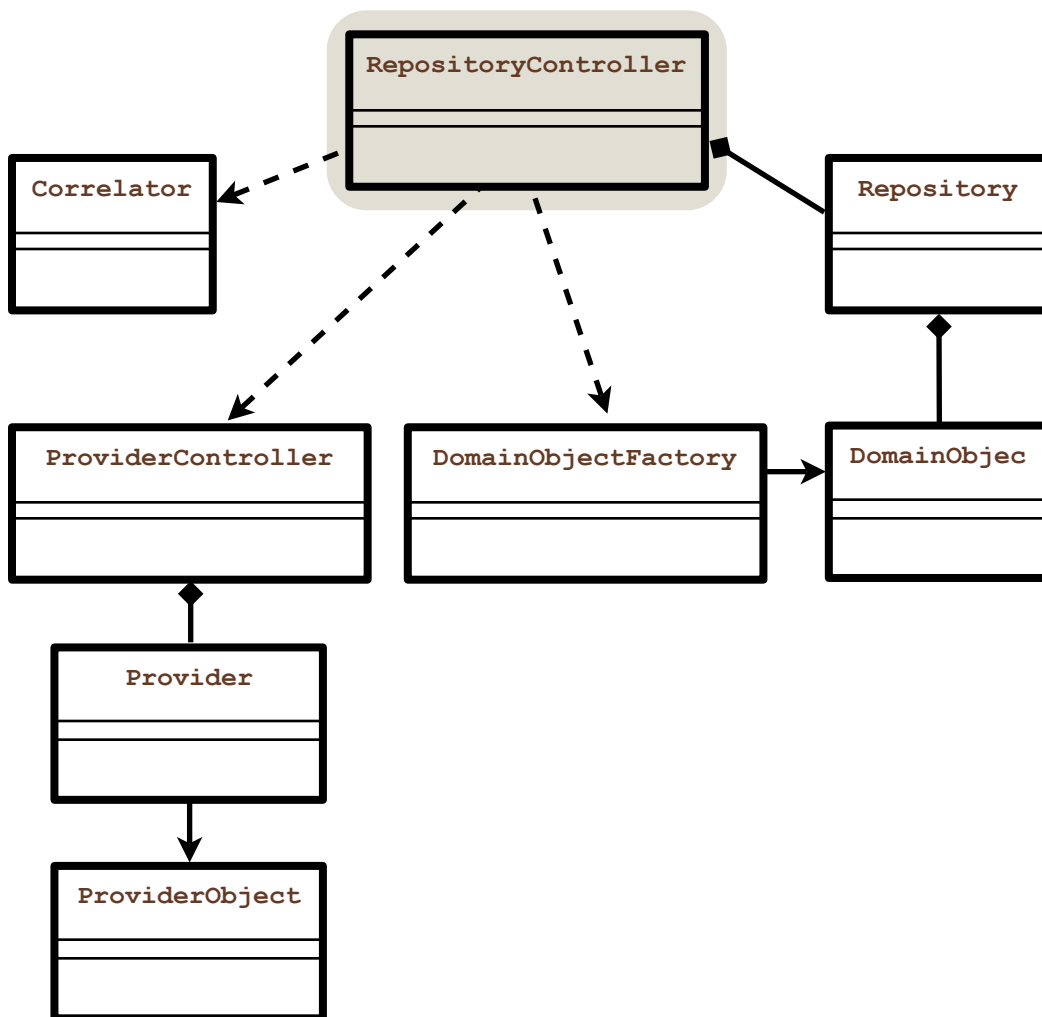 RepositoryController
Correlator
Repository
ProviderController
DomainObjectFactory
DomainObjec
Provider
ProviderObject